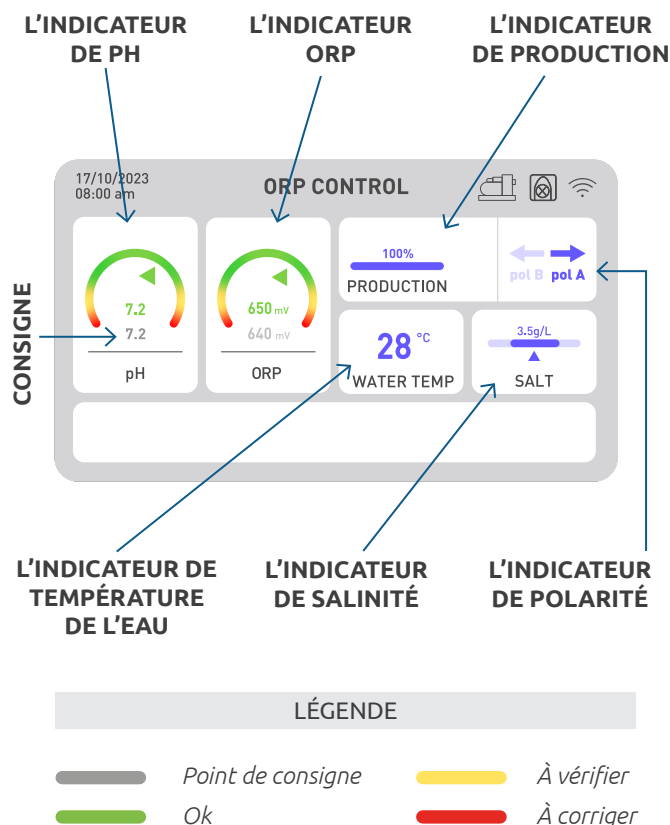 L'INDICATEUR
DE PH
L'INDICATEUR
ORP
L'INDICATEUR
DE PRODUCTION
17/10/2023
08:00 am
ORP CONTROL
CONSIGNE
7.2
7.2
pH
650 mV
640 mV
ORP
100%
PRODUCTION
pol B pol A
28 °C
WATER TEMP
3.5g/L
SALT
L'INDICATEUR DE
TEMPÉRATURE
DE L'EAU
L'INDICATEUR
DE SALINITÉ
L'INDICATEUR
DE POLARITÉ
LÉGENDE
Point de consigne
À vérifier
Ok
À corriger